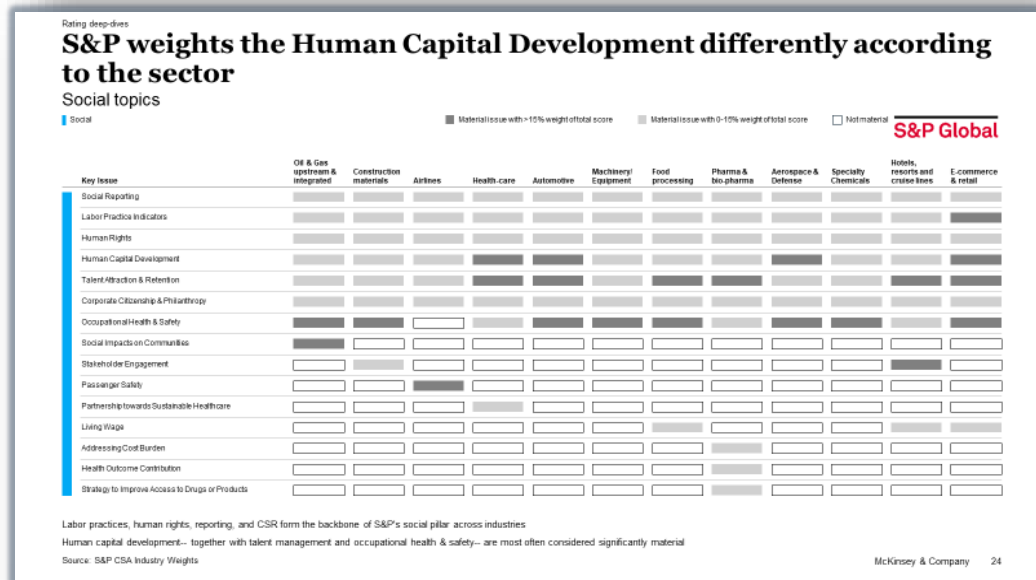 Rating deep-dives
S&P weights the Human Capital Development differently according
to the sector
Social topics
Social
Material issue with >15% weight of total score
Material issue with 0-15% weight of total score
Not material
S&P Global
Key Issue
Oil & Gas
upstream &
integrated
Construction
materials
Airlines
Health-care
Automotive
Machinery/
Equipment
Food
processing
Pharma &
bio-pharma
Aerospace &
Defense
Specialty
Chemicals
Hotels,
resorts and
cruise lines
E-commerce
& retail
Social Reporting
Labor Practice Indicators
Human Rights
Human Capital Development
Talent Attraction & Retention
Corporate Citizenship & Philanthropy
Occupational Health & Safety
Social Impacts on Communities
Stakeholder Engagement
Passenger Safety
Partnership towards Sustainable Healthcare
Living Wage
Addressing Cost Burden
Health Outcome Contribution
Strategy to Improve Access to Drugs or Products
Labor practices, human rights, reporting, and CSR form the backbone of S&P's social pillar across industries
Human capital development-- together with talent management and occupational health & safety-- are most often considered significantly material
Source: S&P CSA Industry Weights
McKinsey & Company 24